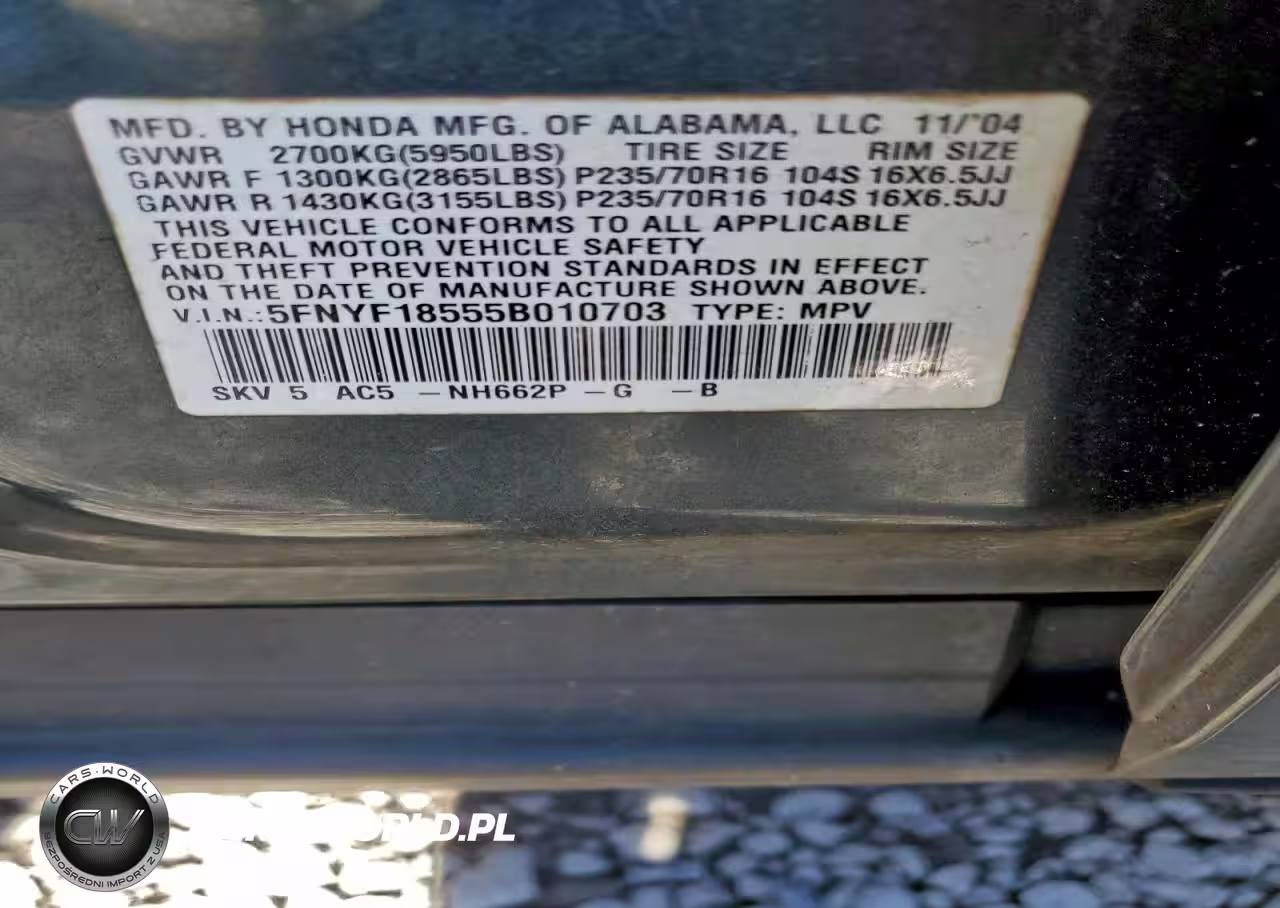 MFD. BY HONDA MFG. OF ALABAMA, LLC 11/'04
GVWR 2700KG(5950LBS) TIRE SIZE RIM SIZE
GAWR F 1300KG(2865LBS) P235/70R16 104S 16X6.5JJ
GAWR R 1430KG(3155LBS) P235/70R16 104S 16X6.5JJ
THIS VEHICLE CONFORMS TO ALL APPLICABLE
FEDERAL MOTOR VEHICLE SAFETY
AND THEFT PREVENTION STANDARDS IN EFFECT
ON THE DATE OF MANUFACTURE SHOWN ABOVE.
V.I.N.:5FNYF18555B010703 TYPE: MPV
SKV 5 AC5 -NH662P -G -B
CARS-WORLD
CW
BEZPOŚREDNI IMPORT Z USA